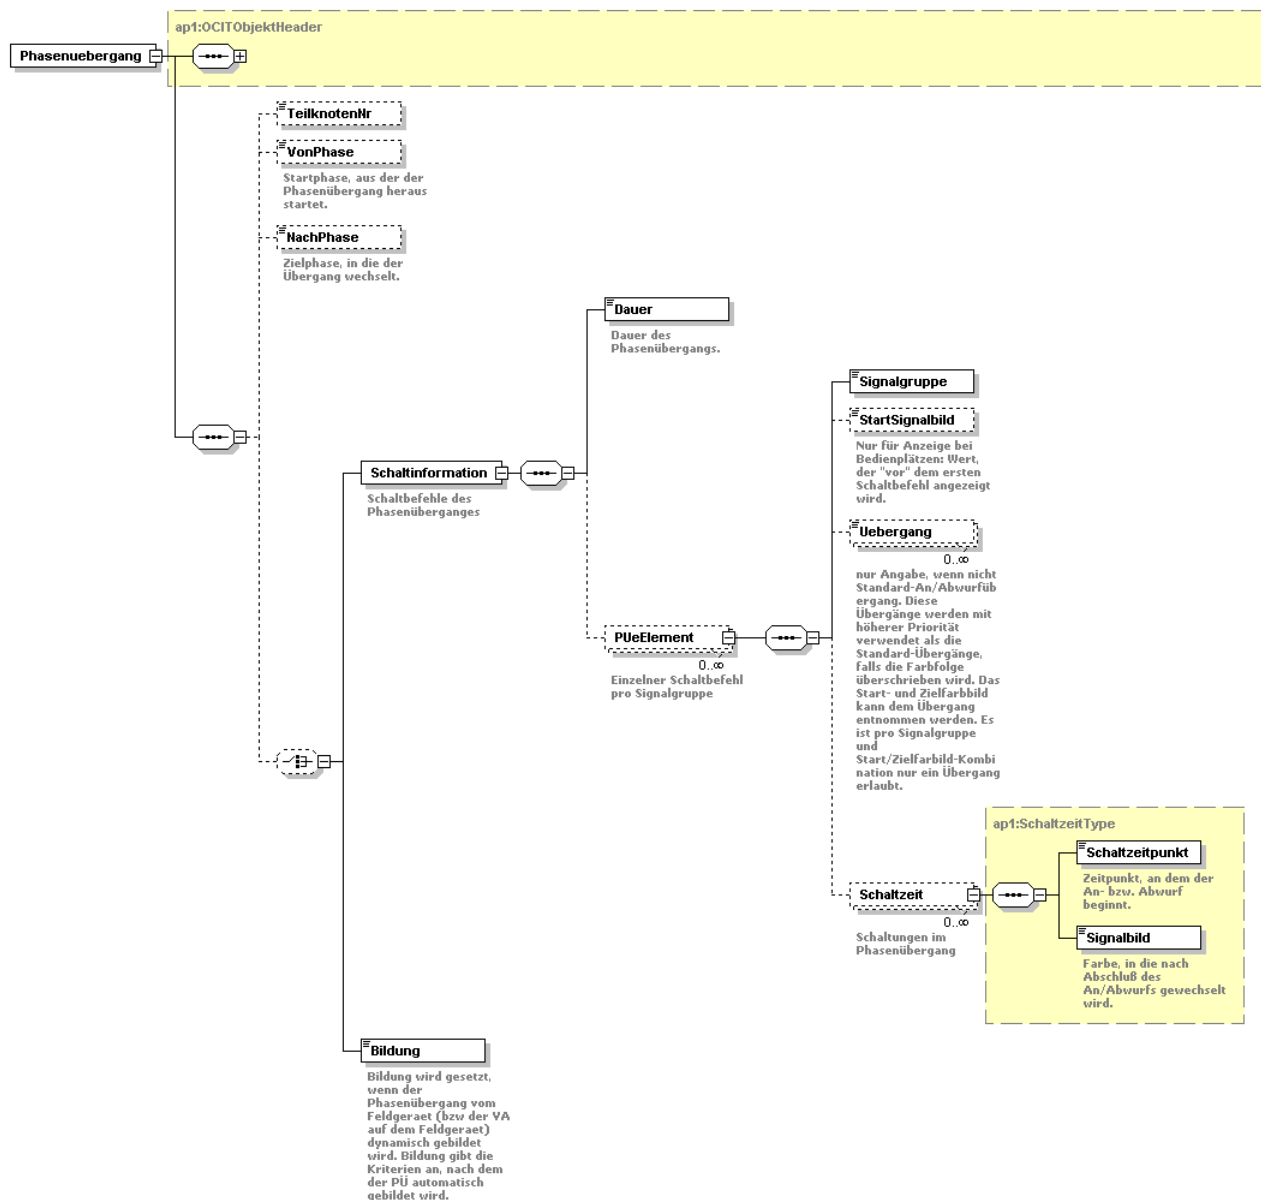 ap1:OCITObjektHeader
Phasenuebergang
TeilknotenNr
VonPhase
Startphase, aus der der
Phasenübergang heraus
startet.
NachPhase
Zielphase, in die der
Übergang wechselt.
Dauer
Dauer des
Phasenübergangs.
Signalgruppe
StartSignalbild
Nur für Anzeige bei
Bedienplätzen: Wert,
der "vor" dem ersten
Schaltbefehl angezeigt
wird.
Schaltinformation
Schaltbefehle des
Phasenüberganges
Uebergang
0..∞
nur Angabe, wenn nicht
Standard-An/Abwurfüb
ergang. Diese
Übergänge werden mit
höherer Priorität
verwendet als die
Standard-Übergänge,
falls die Farbfolge
überschrieben wird. Das
Start- und Zielfarbbild
kann dem Übergang
entnommen werden. Es
ist pro Signalgruppe
und
Start/Zielfarbild-Kombi
nation nur ein Übergang
erlaubt.
PUeElement
0..∞
Einzelner Schaltbefehl
pro Signalgruppe
ap1:SchaltzeitType
Schaltzeitpunkt
Zeitpunkt, an dem der
An- bzw. Abwurf
beginnt.
Schaltzeit
0..∞
Schaltungen im
Phasenübergang
Signalbild
Farbe, in die nach
Abschluß des
An/Abwurfs gewechselt
wird.
Bildung
Bildung wird gesetzt,
wenn der
Phasenübergang vom
Feldgeraet (bzw der VA
auf dem Feldgeraet)
dynamisch gebildet
wird. Bildung gibt die
Kriterien an, nach dem
der PÜ automatisch
gebildet wird.